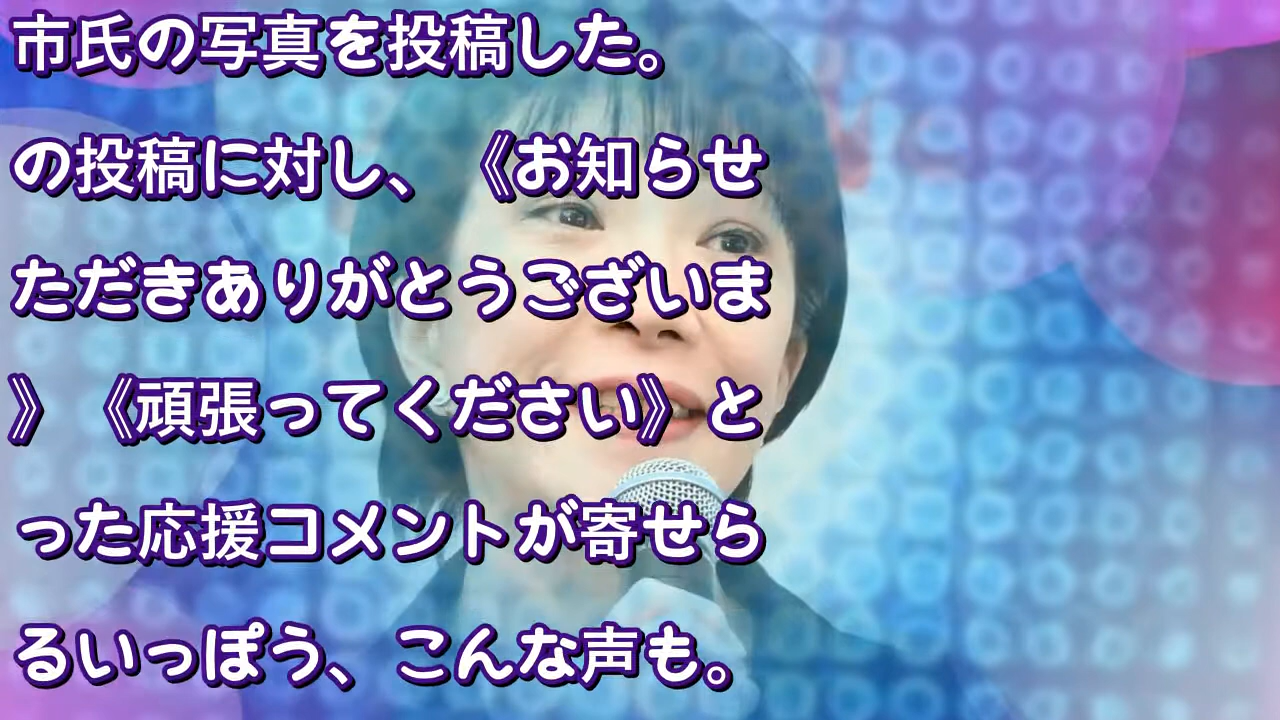 市氏の写真を投稿した。
の投稿に対し、《お知らせ
ただきありがとうございま
》《頑張ってください》と
った応援コメントが寄せら
るいっぽう、こんな声も。